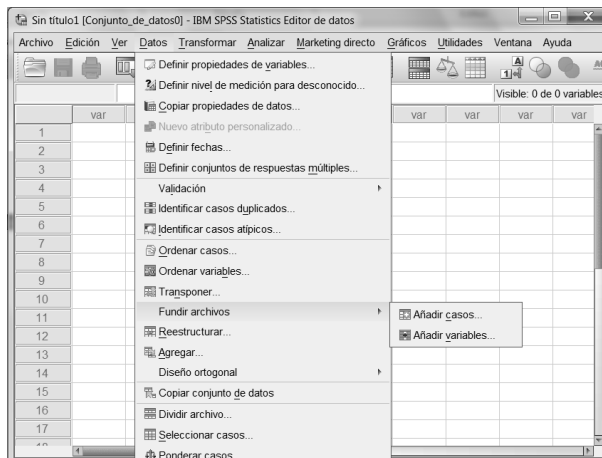 Sin título1 [Conjunto_de_datos0] - IBM SPSS Statistics Editor de datos
Archivo Edición Ver Datos Transformar Analizar Marketing directo Gráficos Utilidades Ventana Ayuda
Visible: 0 de 0 variables
var var var var var
1
2
3
4
5
6
7
8
9
10
11
12
13
14
15
16
17
18
Definir propiedades de variables...
Definir nivel de medición para desconocido...
Copiar propiedades de datos...
Nuevo atributo personalizado...
Definir fechas...
Definir conjuntos de respuestas múltiples...
Validación
Identificar casos duplicados...
Identificar casos atípicos...
Ordenar casos...
Ordenar variables...
Transponer...
Fundir archivos
Reestructurar...
Agregar...
Diseño ortogonal
Copiar conjunto de datos
Dividir archivo...
Seleccionar casos...
Ponderar casos
Añadir casos...
Añadir variables...